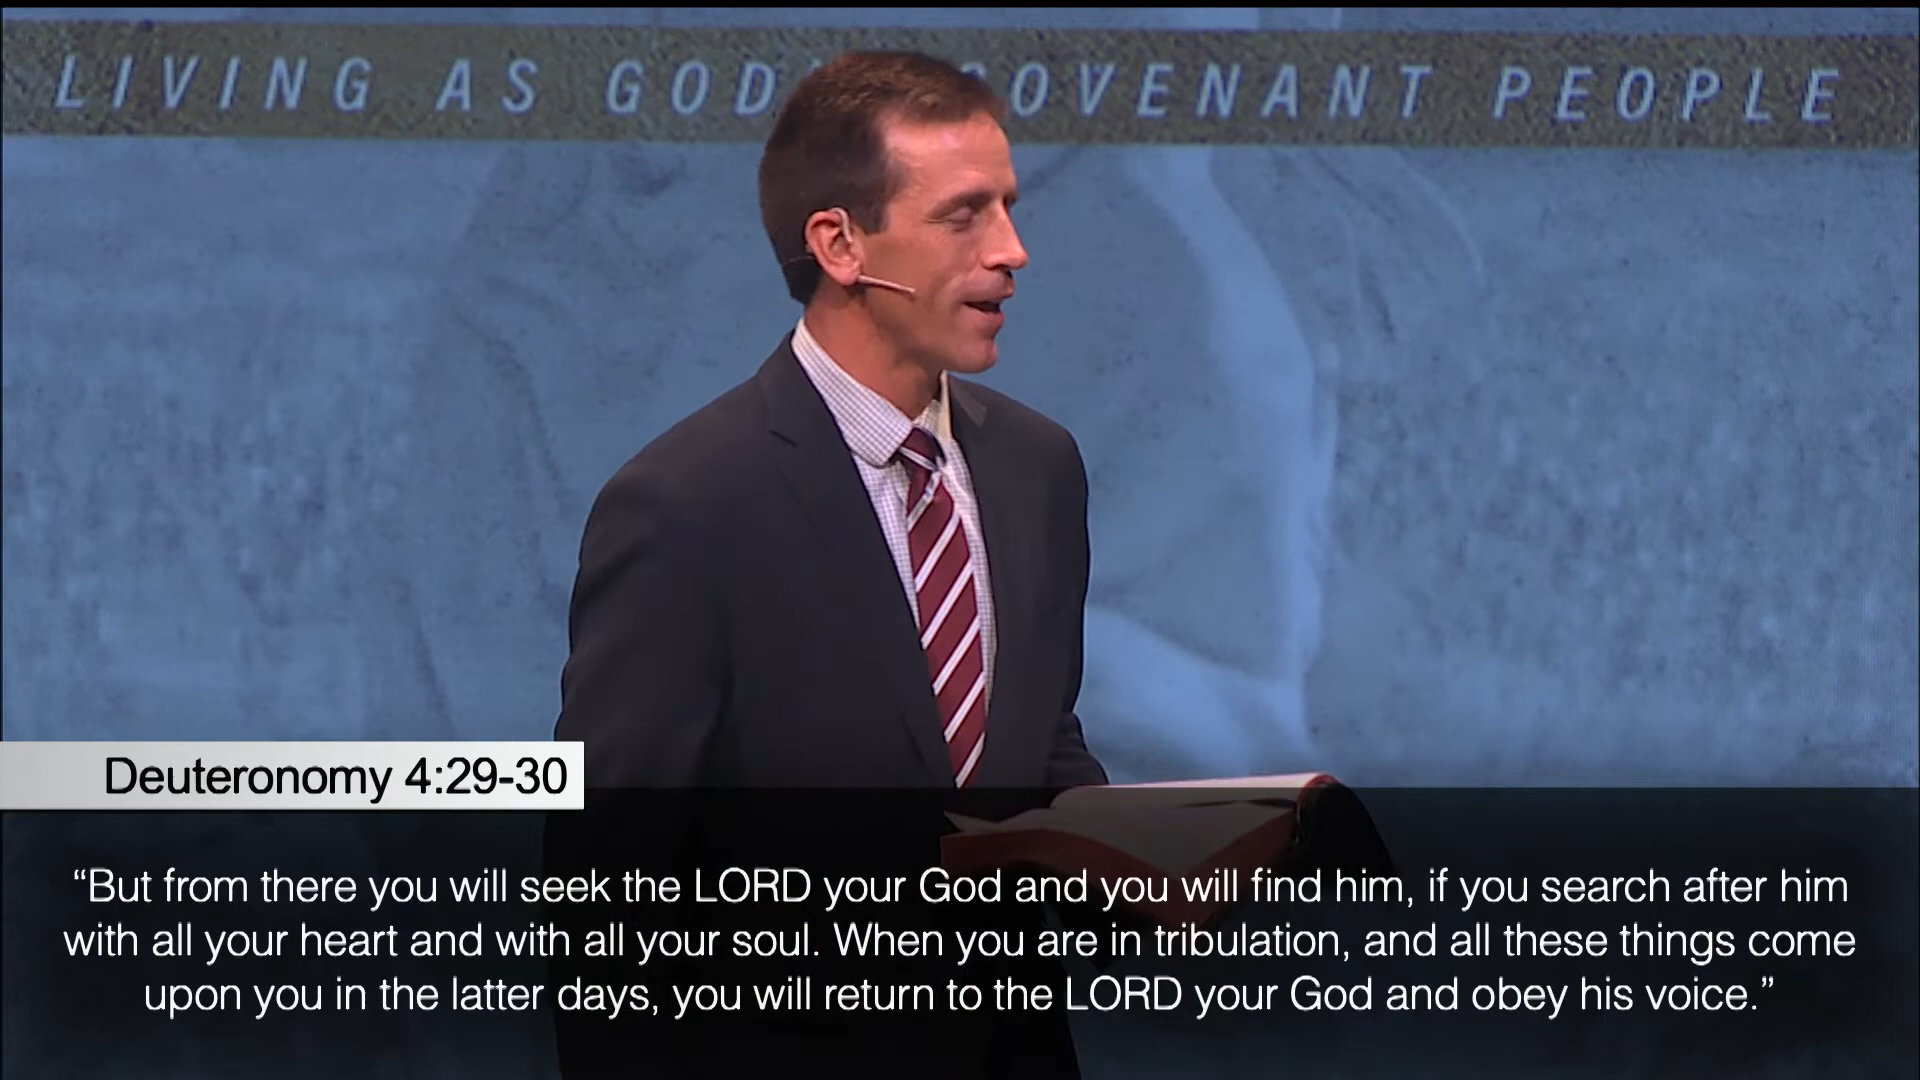 LIVING AS GOD OVENANT PEOPLE
Deuteronomy 4:29-30
“But from there you will seek the LORD your God and you will find him, if you search after him
with all your heart and with all your soul. When you are in tribulation, and all these things come
upon you in the latter days, you will return to the LORD your God and obey his voice.”